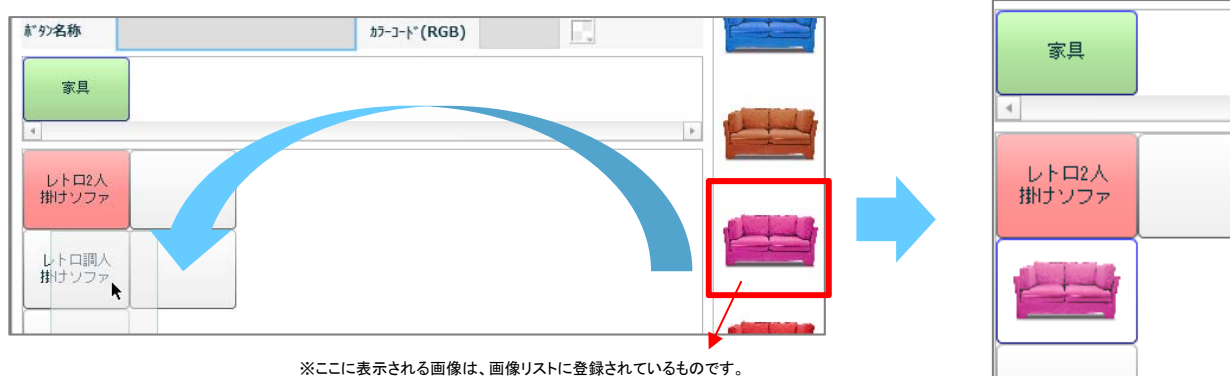 ﾎﾞﾀﾝ名称
ｶﾗｰｺｰﾄﾞ(RGB)
家具
レトロ2人
掛けソファ
レトロ調人
掛けソファ
※ここに表示される画像は、画像リストに登録されているものです。
家具
レトロ2人
掛けソファ